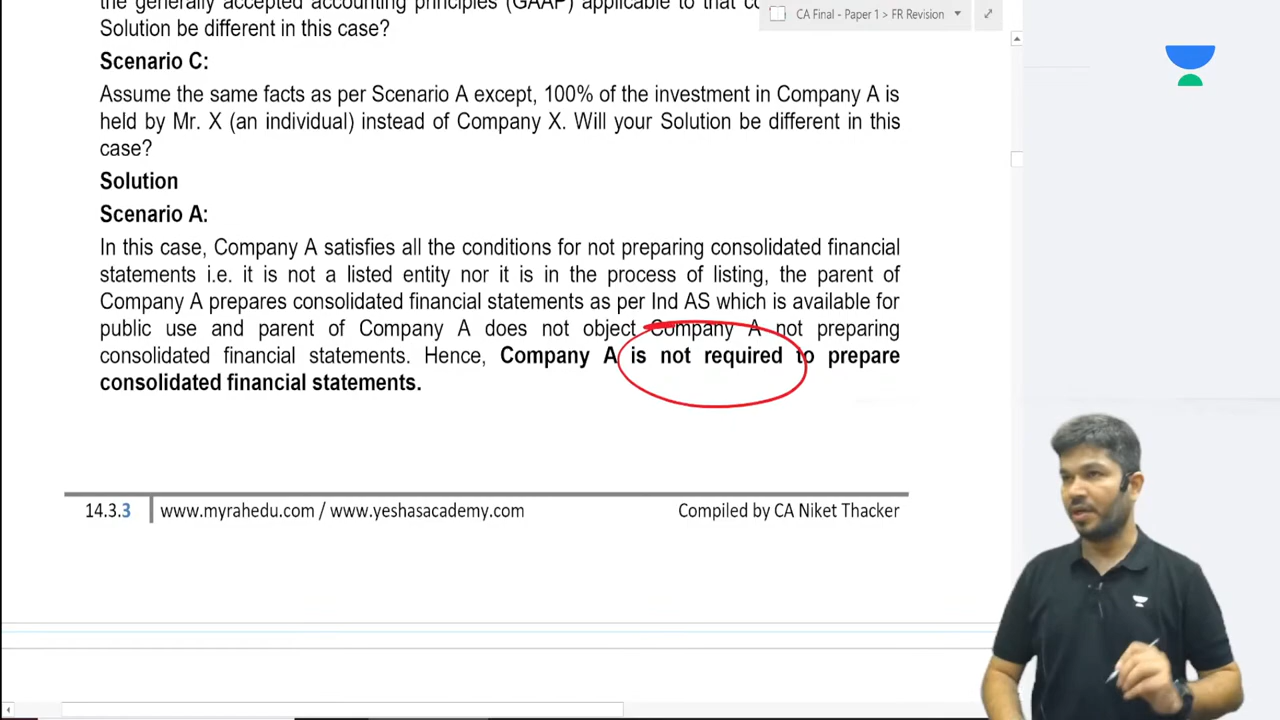 the generally accepted accounting principles (GAAP) applicable to that
CA Final - Paper 1 > FR Revision
Solution be different in this case?
Scenario C:
Assume the same facts as per Scenario A except, 100% of the investment in Company A is
held by Mr. X (an individual) instead of Company X. Will your Solution be different in this
case?
Solution
Scenario A:
In this case, Company A satisfies all the conditions for not preparing consolidated financial
statements i.e. it is not a listed entity nor it is in the process of listing, the parent of
Company A prepares consolidated financial statements as per Ind AS which is available for
public use and parent of Company A does not object Company A not preparing
consolidated financial statements. Hence, Company A is not required to prepare
consolidated financial statements.
14.3.3 www.myrahedu.com / www.yeshasacademy.com Compiled by CA Niket Thacker